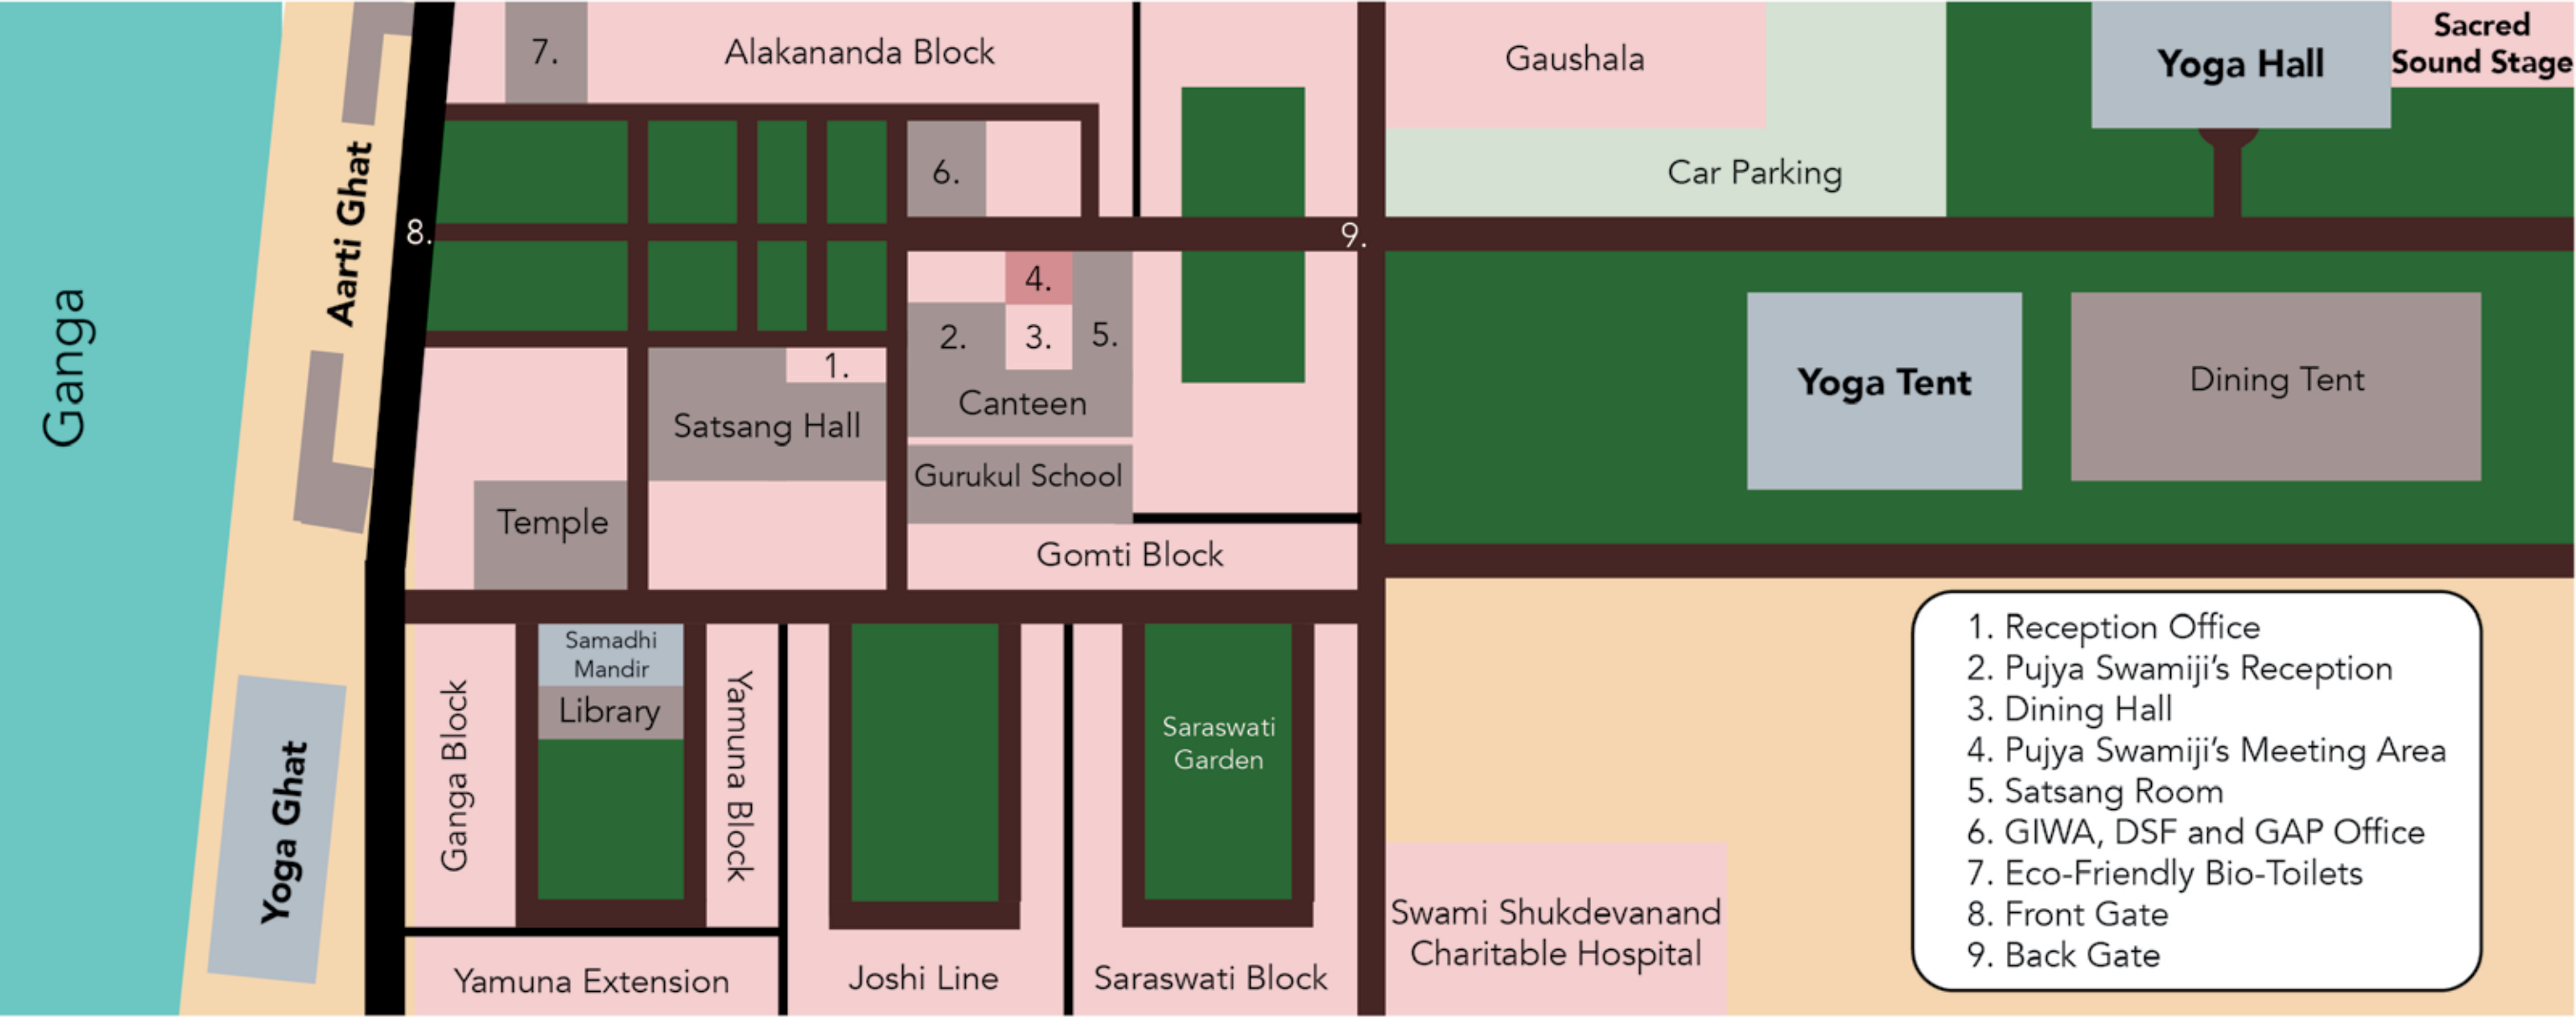 7.
Alakananda Block
Gaushala
Yoga Hall
Sacred
Sound Stage
6.
Car Parking
Aarti Ghat
8.
9.
Ganga
4.
2.
3.
5.
1.
Canteen
Satsang Hall
Gurukul School
Temple
Gomti Block
Yoga Tent
Dining Tent
Samadhi
Mandir
Library
Ganga Block
Yamuna Block
Saraswati
Garden
Yoga Ghat
Yamuna Extension
Joshi Line
Saraswati Block
Swami Shukdevanand
Charitable Hospital
1. Reception Office
2. Pujya Swamiji's Reception
3. Dining Hall
4. Pujya Swamiji's Meeting Area
5. Satsang Room
6. GIWA, DSF and GAP Office
7. Eco-Friendly Bio-Toilets
8. Front Gate
9. Back Gate